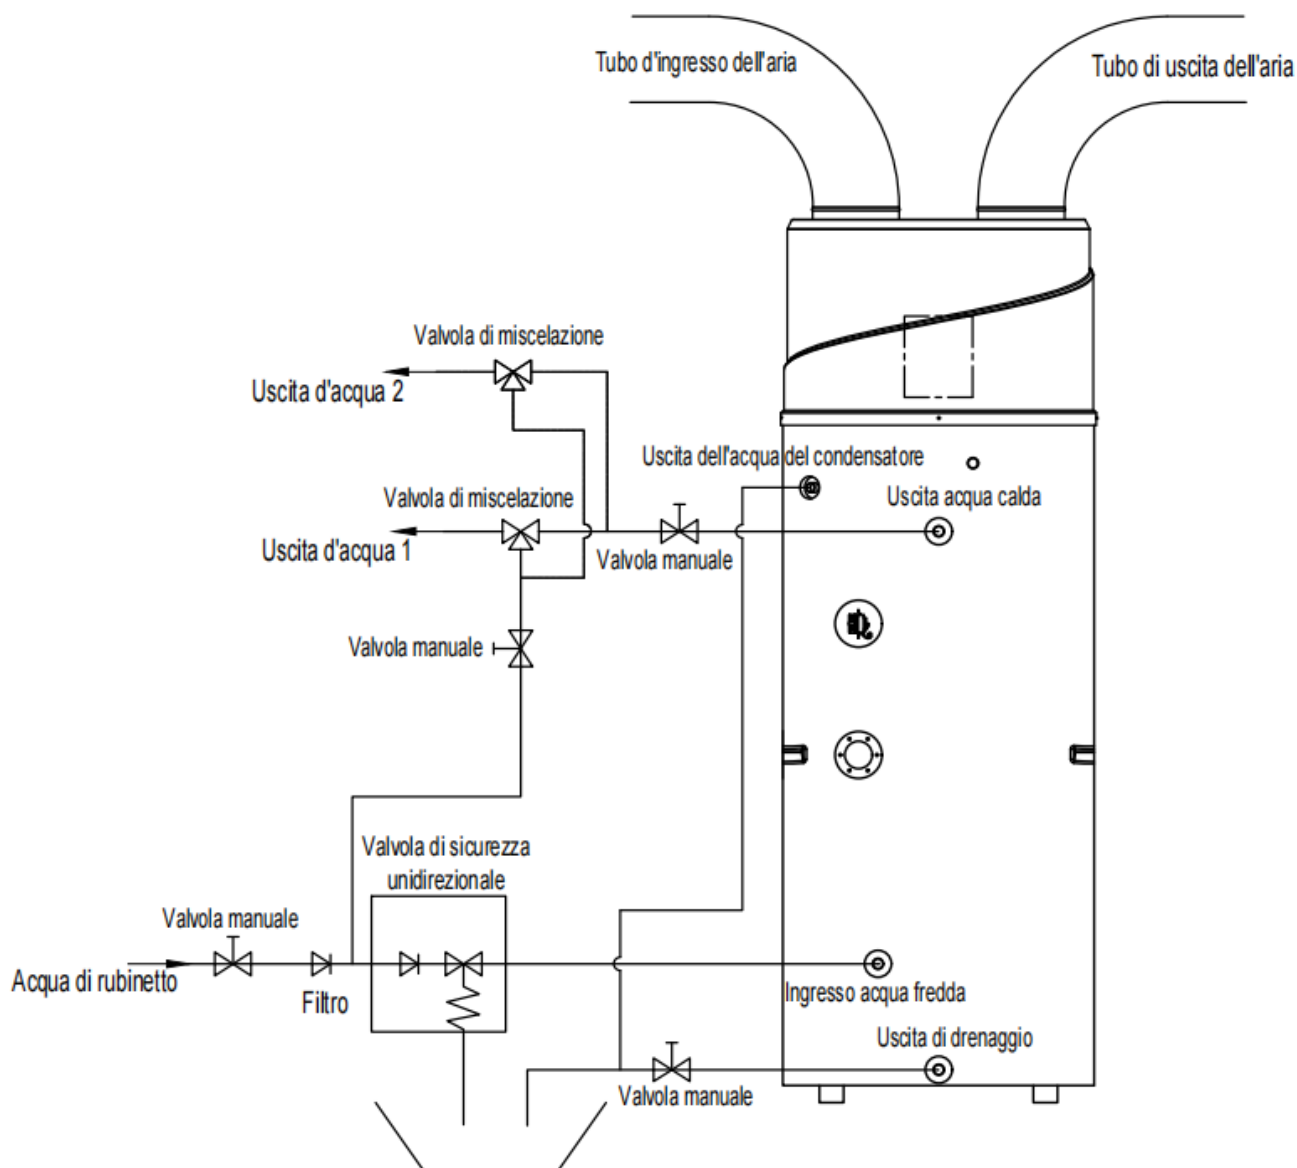 Tubo d'ingresso dell'aria
Tubo di uscita dell'aria
Valvola di miscelazione
Uscita d'acqua 2
Uscita dell'acqua del condensatore
Valvola di miscelazione
Uscita acqua calda
Uscita d'acqua 1
Valvola manuale
Valvola manuale
Valvola di sicurezza
unidirezionale
Valvola manuale
Acqua di rubinetto
Filtro
Ingresso acqua fredda
Uscita di drenaggio
Valvola manuale